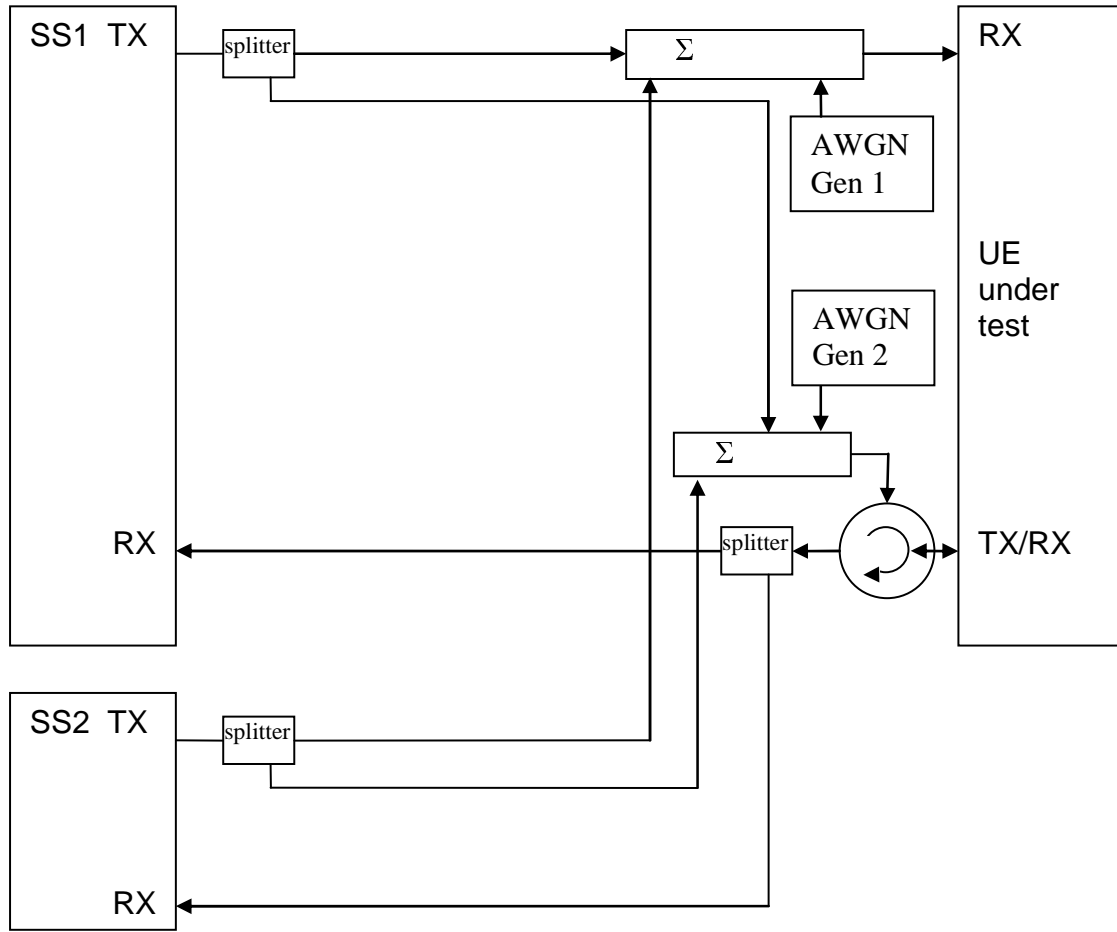 SS1 TX
splitter
Σ
RX
AWGN
Gen 1
UE
under
test
AWGN
Gen 2
Σ
RX
splitter
TX/RX
SS2 TX
splitter
RX